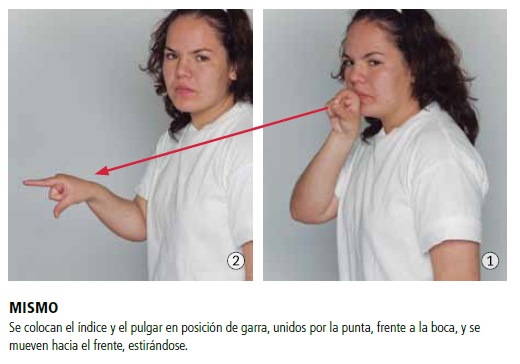 2
1
MISMO
Se colocan el índice y el pulgar en posición de garra, unidos por la punta, frente a la boca, y se
mueven hacia el frente, estirándose.